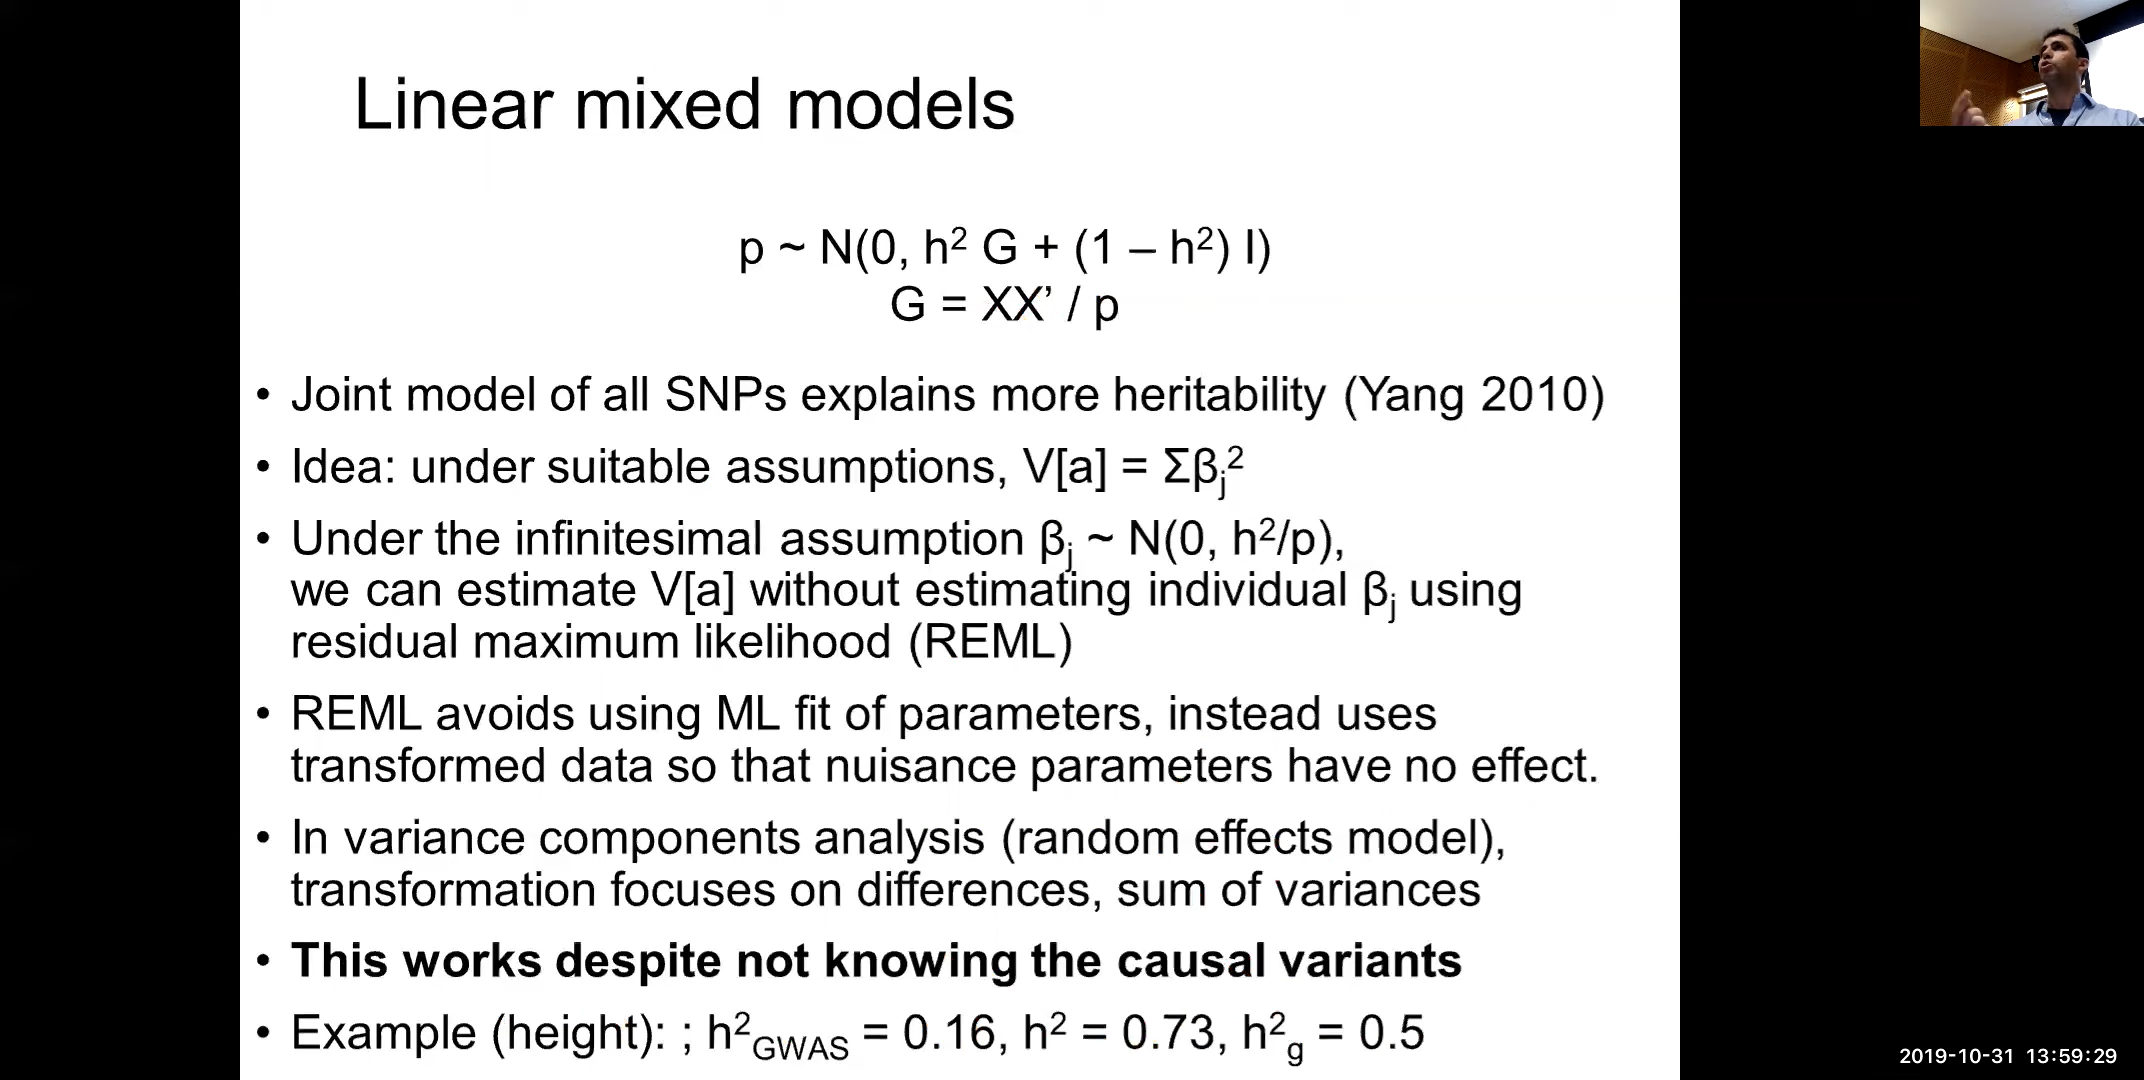 Linear mixed models
p ~ N(0, h² G + (1 – h²) I)
G = XX’ / p
• Joint model of all SNPs explains more heritability (Yang 2010)
• Idea: under suitable assumptions, V[a] = Σβⱼ²
• Under the infinitesimal assumption βⱼ ~ N(0, h²/p),
we can estimate V[a] without estimating individual βⱼ using
residual maximum likelihood (REML)
• REML avoids using ML fit of parameters, instead uses
transformed data so that nuisance parameters have no effect.
• In variance components analysis (random effects model),
transformation focuses on differences, sum of variances
• This works despite not knowing the causal variants
• Example (height): ; h²GWAS = 0.16, h² = 0.73, h²g = 0.5
2019-10-31 13:59:29